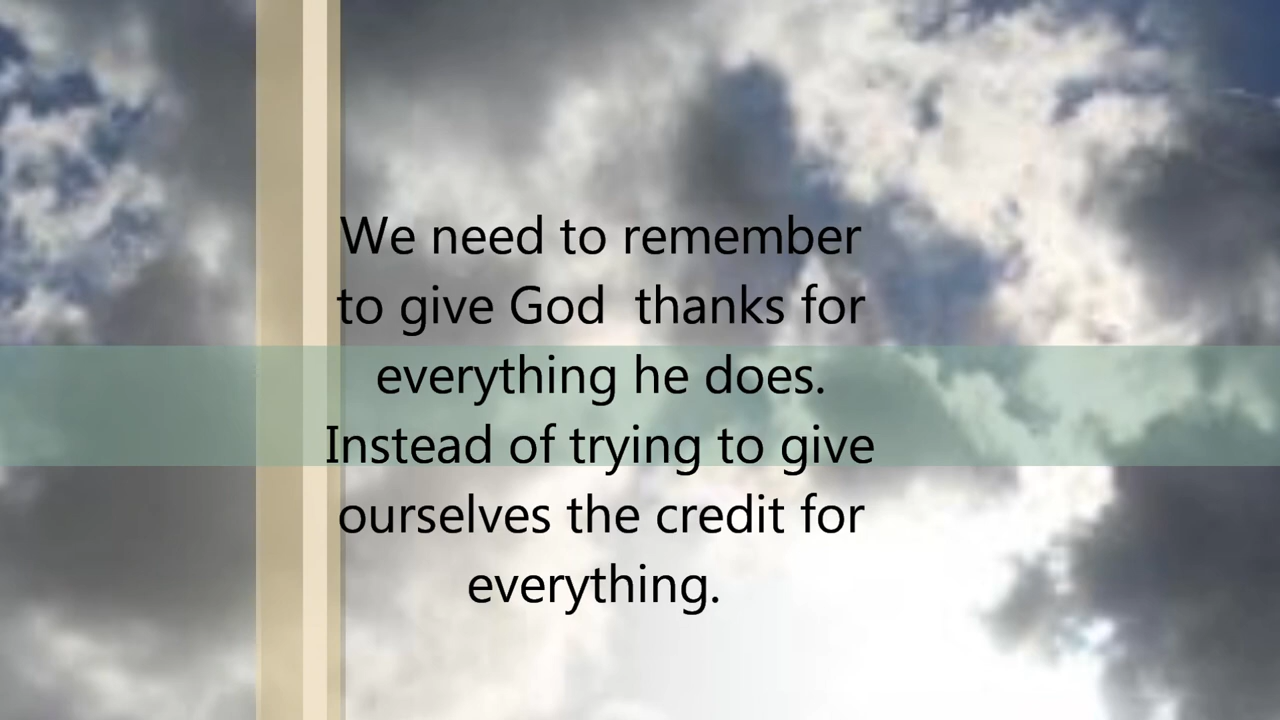 We need to remember
to give God  thanks for
everything he does.
Instead of trying to give
ourselves the credit for
everything.